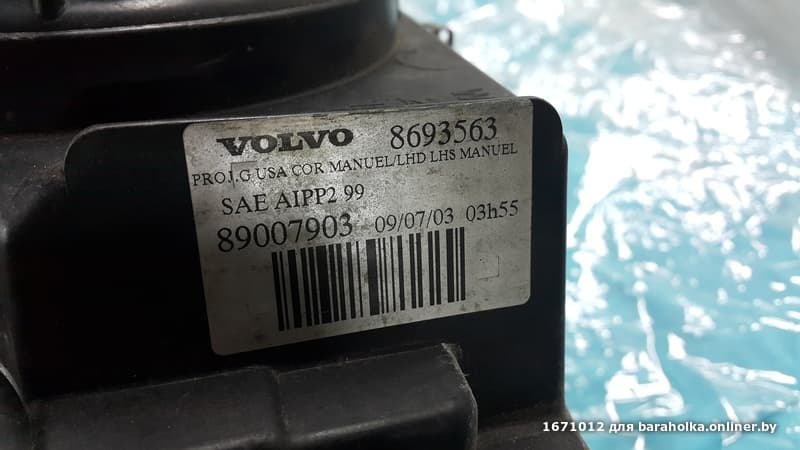 VOLVO 8693563
PROJ.G USA COR MANUEL/LHD LHS MANUEL
SAE AIPP2 99
89007903 09/07/03 03h55
1671012 для baraholka.onliner.by